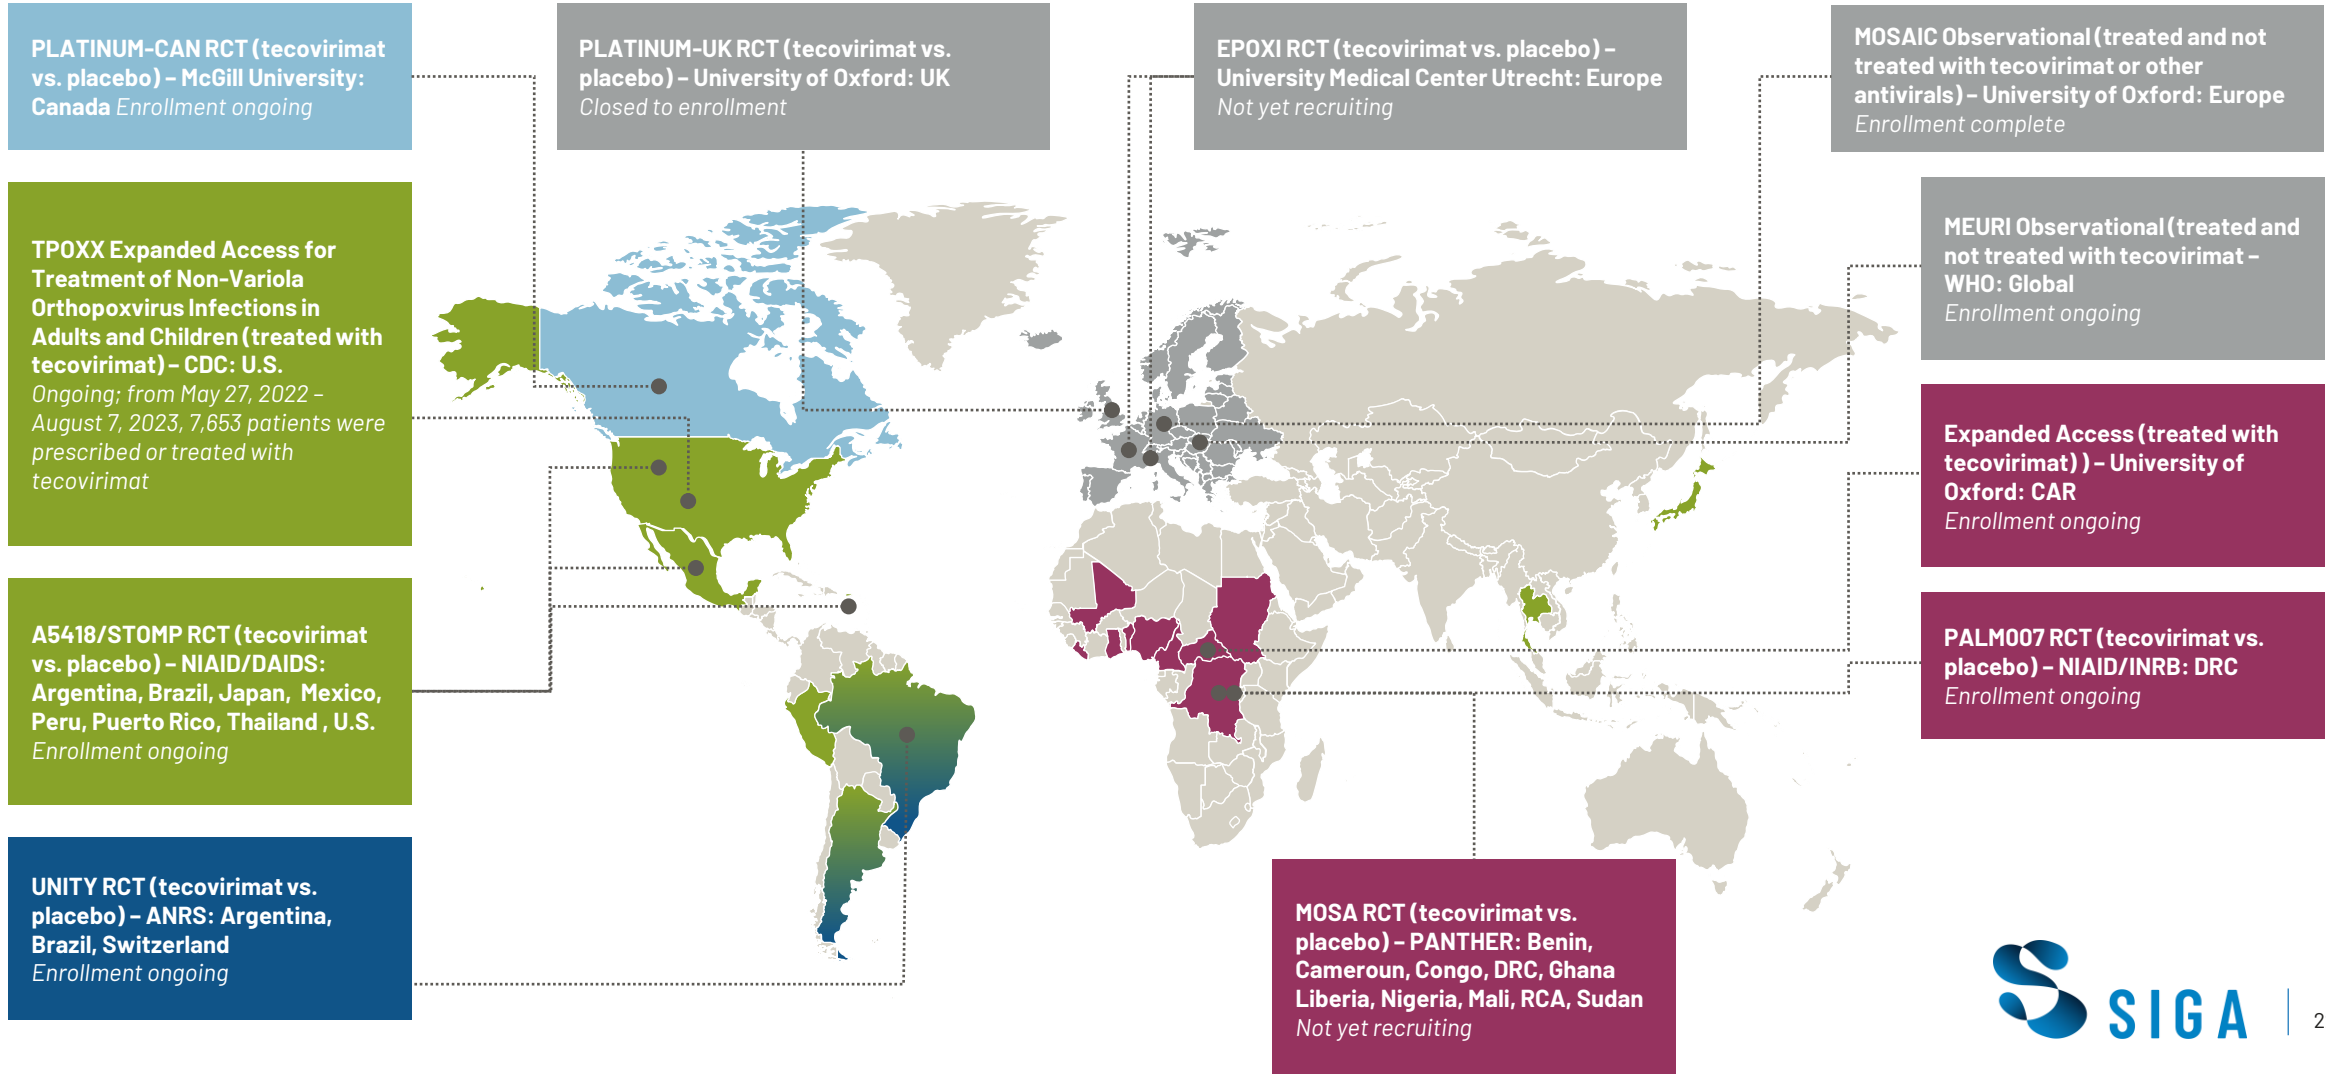 PLATINUM-CAN RCT (tecovirimat
vs. placebo) – McGill University:
Canada Enrollment ongoing
PLATINUM-UK RCT (tecovirimat vs.
placebo) – University of Oxford: UK
Closed to enrollment
EPOXI RCT (tecovirimat vs. placebo) –
University Medical Center Utrecht: Europe
Not yet recruiting
MOSAIC Observational (treated and not
treated with tecovirimat or other
antivirals) – University of Oxford: Europe
Enrollment complete
TPOXX Expanded Access for
Treatment of Non-Variola
Orthopoxvirus Infections in
Adults and Children (treated with
tecovirimat) – CDC: U.S.
Ongoing; from May 27, 2022 –
August 7, 2023, 7,653 patients were
prescribed or treated with
tecovirimat
MEURI Observational (treated and
not treated with tecovirimat –
WHO: Global
Enrollment ongoing
Expanded Access (treated with
tecovirimat) ) – University of
Oxford: CAR
Enrollment ongoing
A5418/STOMP RCT (tecovirimat
vs. placebo) – NIAID/DAIDS:
Argentina, Brazil, Japan, Mexico,
Peru, Puerto Rico, Thailand , U.S.
Enrollment ongoing
PALM007 RCT (tecovirimat vs.
placebo) – NIAID/INRB: DRC
Enrollment ongoing
UNITY RCT (tecovirimat vs.
placebo) – ANRS: Argentina,
Brazil, Switzerland
Enrollment ongoing
MOSA RCT (tecovirimat vs.
placebo) – PANTHER: Benin,
Cameroun, Congo, DRC, Ghana
Liberia, Nigeria, Mali, RCA, Sudan
Not yet recruiting
SIGA
2